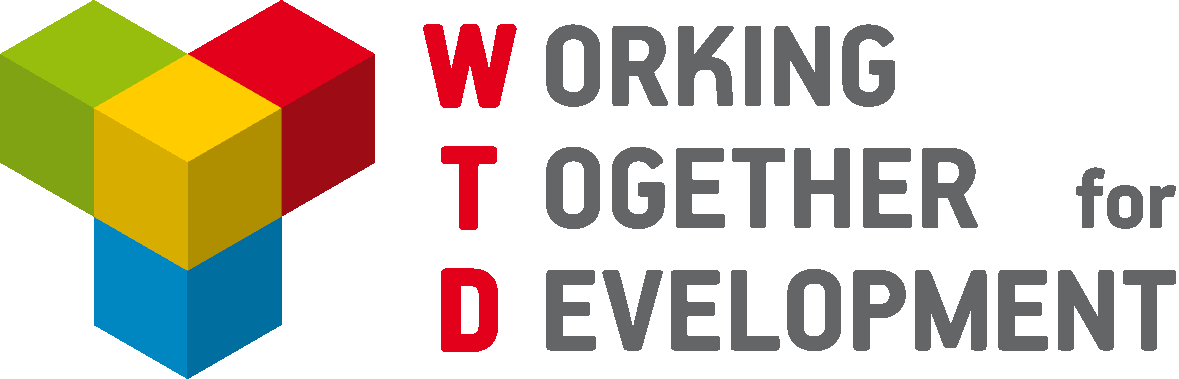 WORKING
TOGETHER for
DEVELOPMENT